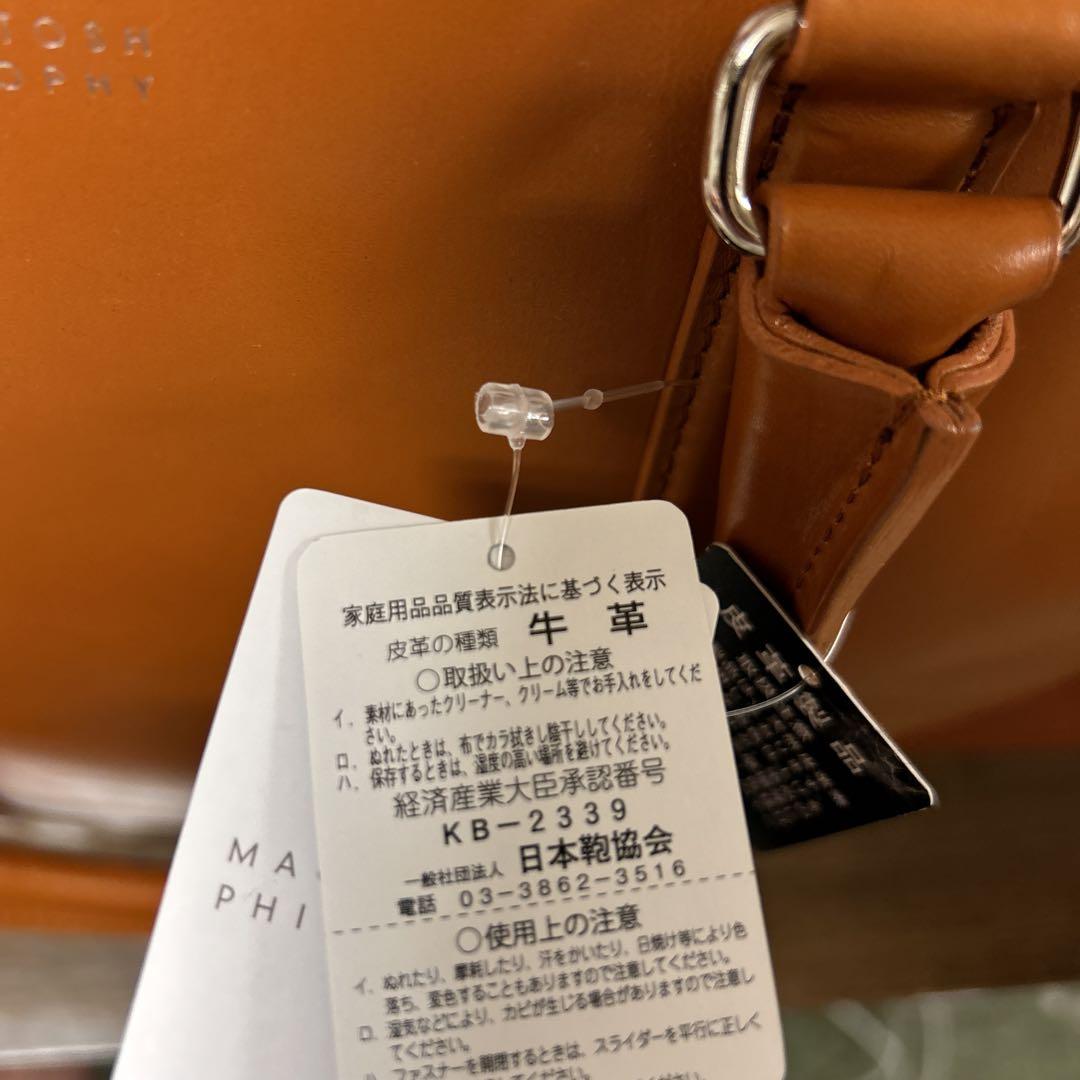 TOSH
OPHY
家庭用品品質表示法に基づく表示
皮革の種類 牛 革
○取扱い上の注意
イ、素材にあったクリーナー、クリーム等でお手入れをしてくだ
さい。
ロ、ぬれたときは、布でカラ拭きし陰干ししてください。
ハ、保存するときは、湿度の高い場所を避けてください。
経済産業大臣承認番号
KB－2339
一般社団法人 日本鞄協会
電話 03－3862－3516
○使用上の注意
イ、ぬれたり、摩耗したり、汗をかいたり、日焼け等により色
落ち、変色することもありますので注意してください。
ロ、湿気などにより、カビが生じる場合がありますので注意し
てください。
ハ、ファスナーを開閉するときは、スライダーを平行に正しく
MA
PHI